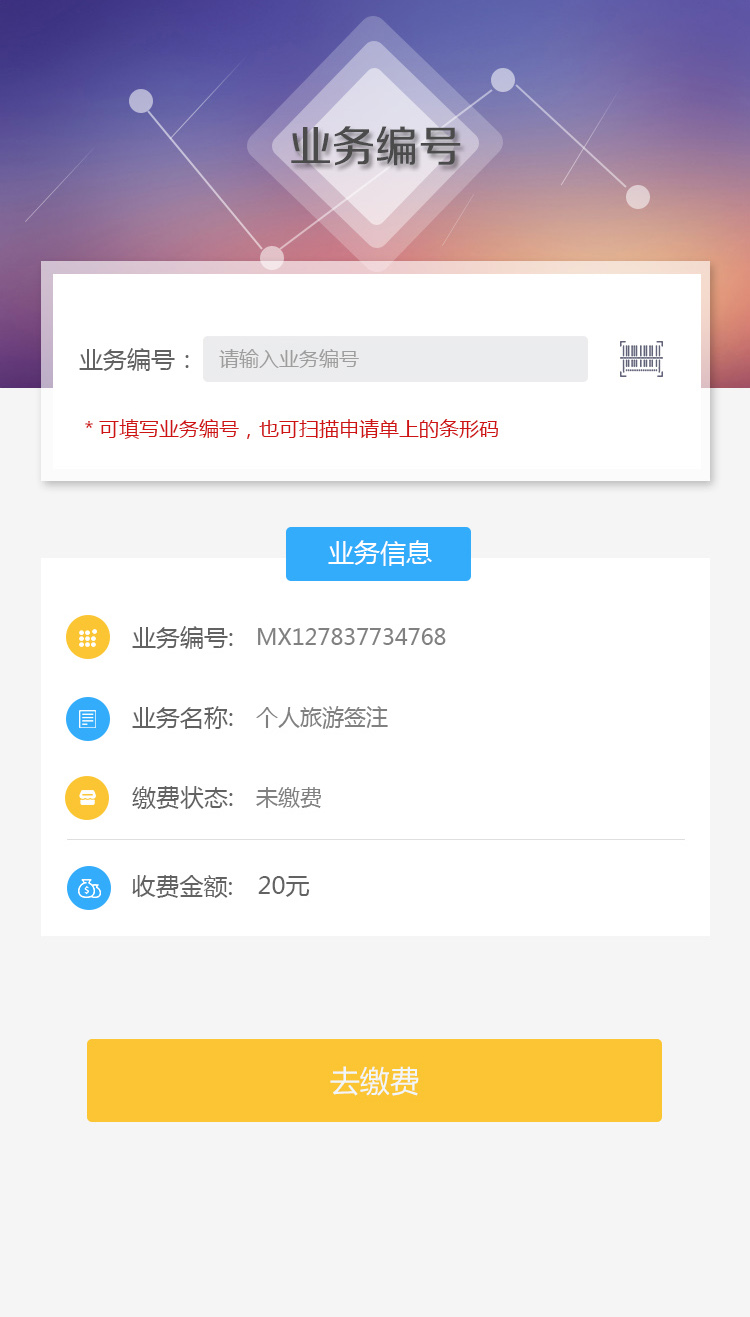 业务编号
业务编号：请输入业务编号
* 可填写业务编号，也可扫描申请单上的条形码
业务信息
业务编号: MX127837734768
业务名称: 个人旅游签注
缴费状态: 未缴费
收费金额: 20元
去缴费